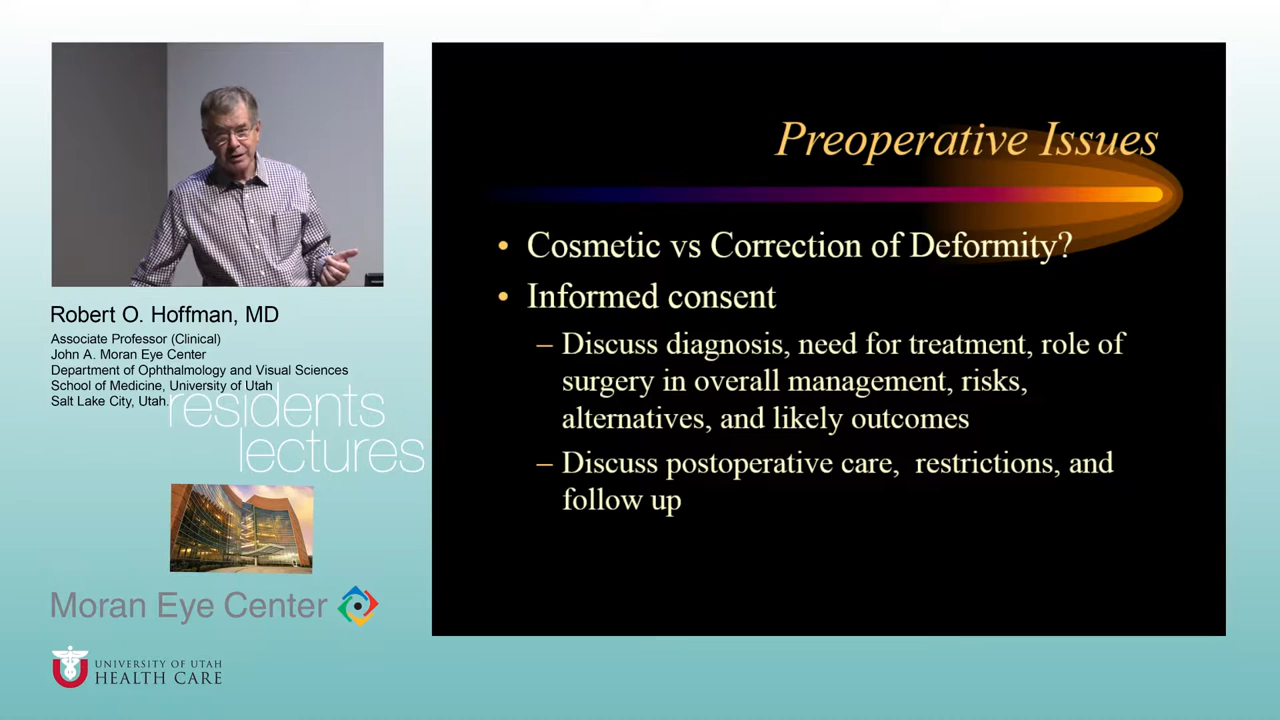 Preoperative Issues
• Cosmetic vs Correction of Deformity?
• Informed consent
– Discuss diagnosis, need for treatment, role of
surgery in overall management, risks,
alternatives, and likely outcomes
– Discuss postoperative care, restrictions, and
follow up
Robert O. Hoffman, MD
Associate Professor (Clinical)
John A. Moran Eye Center
Department of Ophthalmology and Visual Sciences
School of Medicine, University of Utah
Salt Lake City, Utah.
residents
lectures
Moran Eye Center
UNIVERSITY OF UTAH
HEALTH CARE